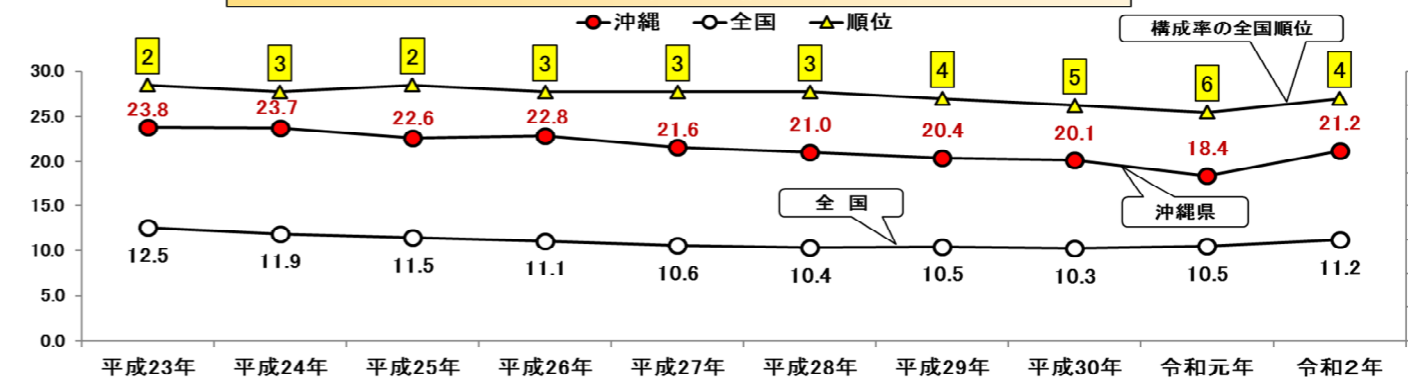 沖縄 全国 順位
構成率の全国順位
2 3 2 3 3 3 4 5 6 4
30.0
25.0
20.0
15.0
10.0
5.0
0.0
23.8 23.7 22.6 22.8 21.6 21.0 20.4 20.1 18.4 21.2
全 国
沖縄県
12.5 11.9 11.5 11.1 10.6 10.4 10.5 10.3 10.5 11.2
平成23年 平成24年 平成25年 平成26年 平成27年 平成28年 平成29年 平成30年 令和元年 令和2年